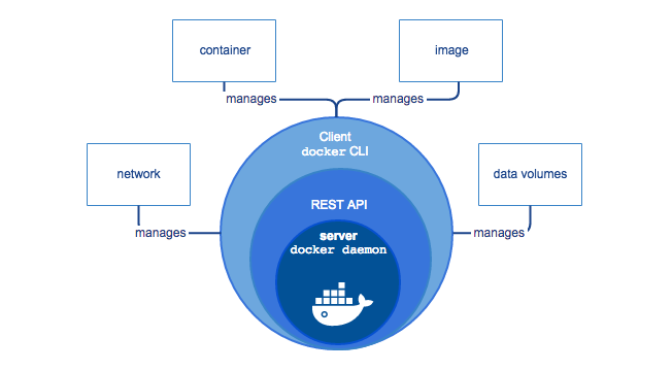 container
image
manages
manages
Client
docker CLI
network
data volumes
REST API
manages
manages
server
docker daemon